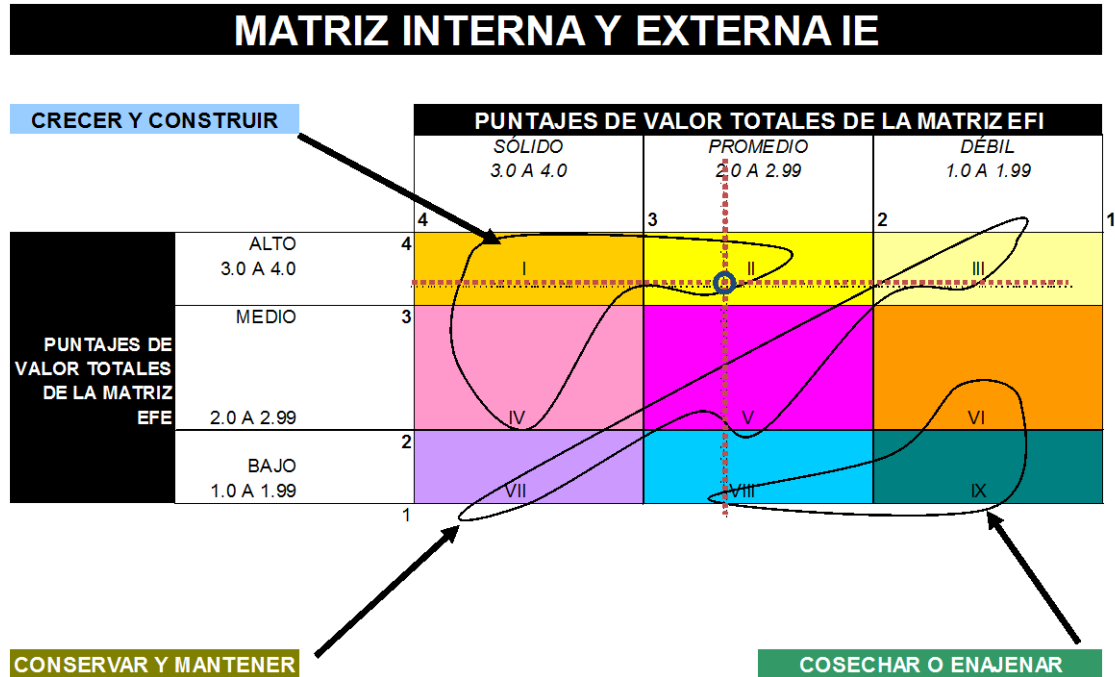 MATRIZ INTERNA Y EXTERNA IE
CRECER Y CONSTRUIR
PUNTAJES DE VALOR TOTALES DE LA MATRIZ EFI
SÓLIDO PROMEDIO DÉBIL
3.0 A 4.0 2.0 A 2.99 1.0 A 1.99
4 3 2 1
ALTO 4
3.0 A 4.0 I II III
MEDIO 3
PUNTAJES DE
VALOR TOTALES
DE LA MATRIZ
EFE 2.0 A 2.99 IV V VI
2
BAJO
1.0 A 1.99 VII VIII IX
1
CONSERVAR Y MANTENER COSECHAR O ENAJENAR